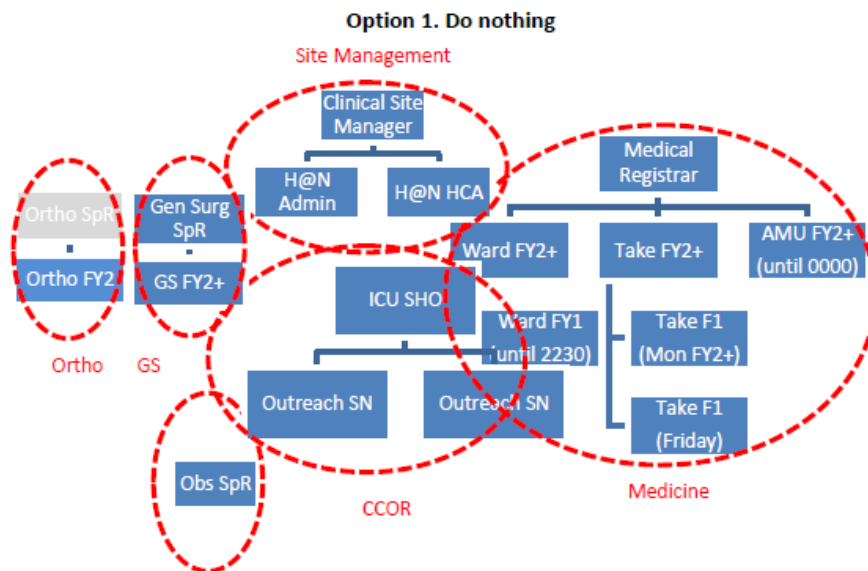 Option 1. Do nothing
Site Management
Clinical Site
Manager
H@N
Admin
H@N HCA
Medical
Registrar
Ortho SpR
Ortho FY2
Gen Surg
SpR
GS FY2+
Ward FY2+
Take FY2+
AMU FY2+
(until 0000)
ICU SHO
Ward FY1
(until 2230)
Take F1
(Mon FY2+)
Ortho
GS
Outreach SN
Outreach SN
Take F1
(Friday)
Obs SpR
CCOR
Medicine